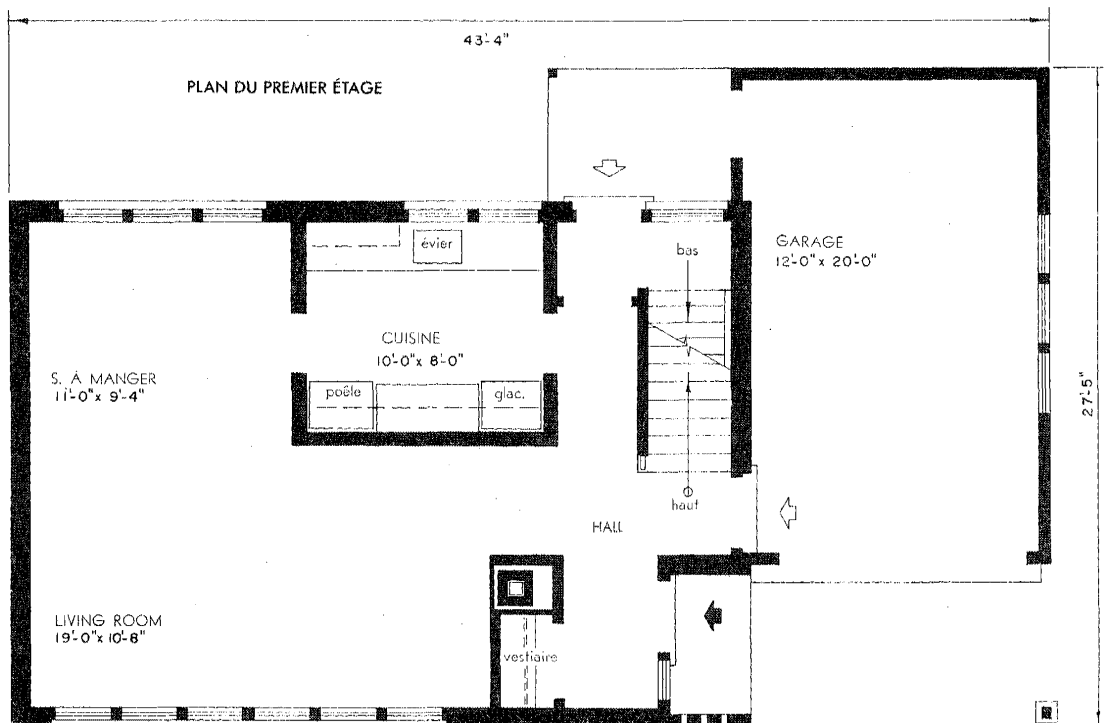 43'-4"
PLAN DU PREMIER ÉTAGE
évier
bas
GARAGE
12'-0" x 20'-0"
CUISINE
10'-0" x 8'-0"
S. À MANGER
11'-0" x 9'-4"
poêle
glac.
27'-5"
haut
HALL
LIVING ROOM
19'-0" x 10'-8"
vestiaire